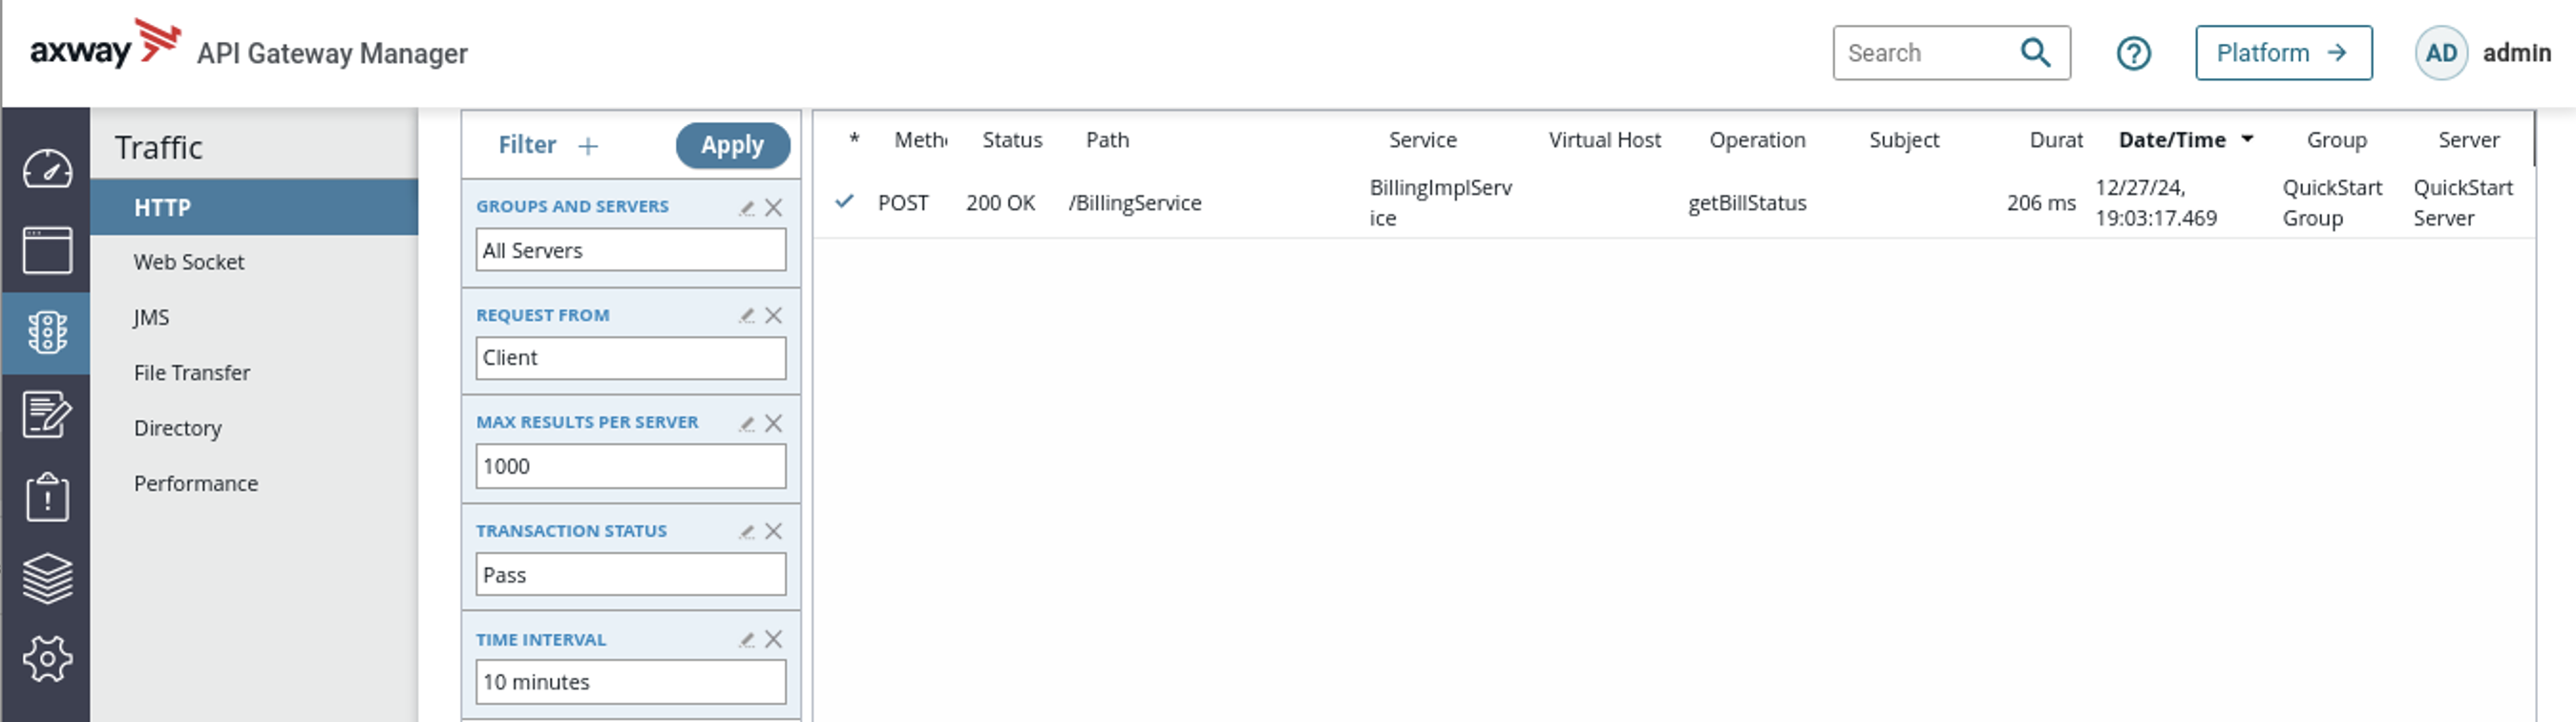 axway API Gateway Manager
Search
?
Platform →
AD admin
Traffic
HTTP
Web Socket
JMS
File Transfer
Directory
Performance
Filter + Apply
GROUPS AND SERVERS
All Servers
REQUEST FROM
Client
MAX RESULTS PER SERVER
1000
TRANSACTION STATUS
Pass
TIME INTERVAL
10 minutes
* Meth Status Path Service Virtual Host Operation Subject Durat Date/Time Group Server
POST 200 OK /BillingService BillingImplServ getBillStatus 206 ms 12/27/24, QuickStart QuickStart
ice 19:03:17.469 Group Server